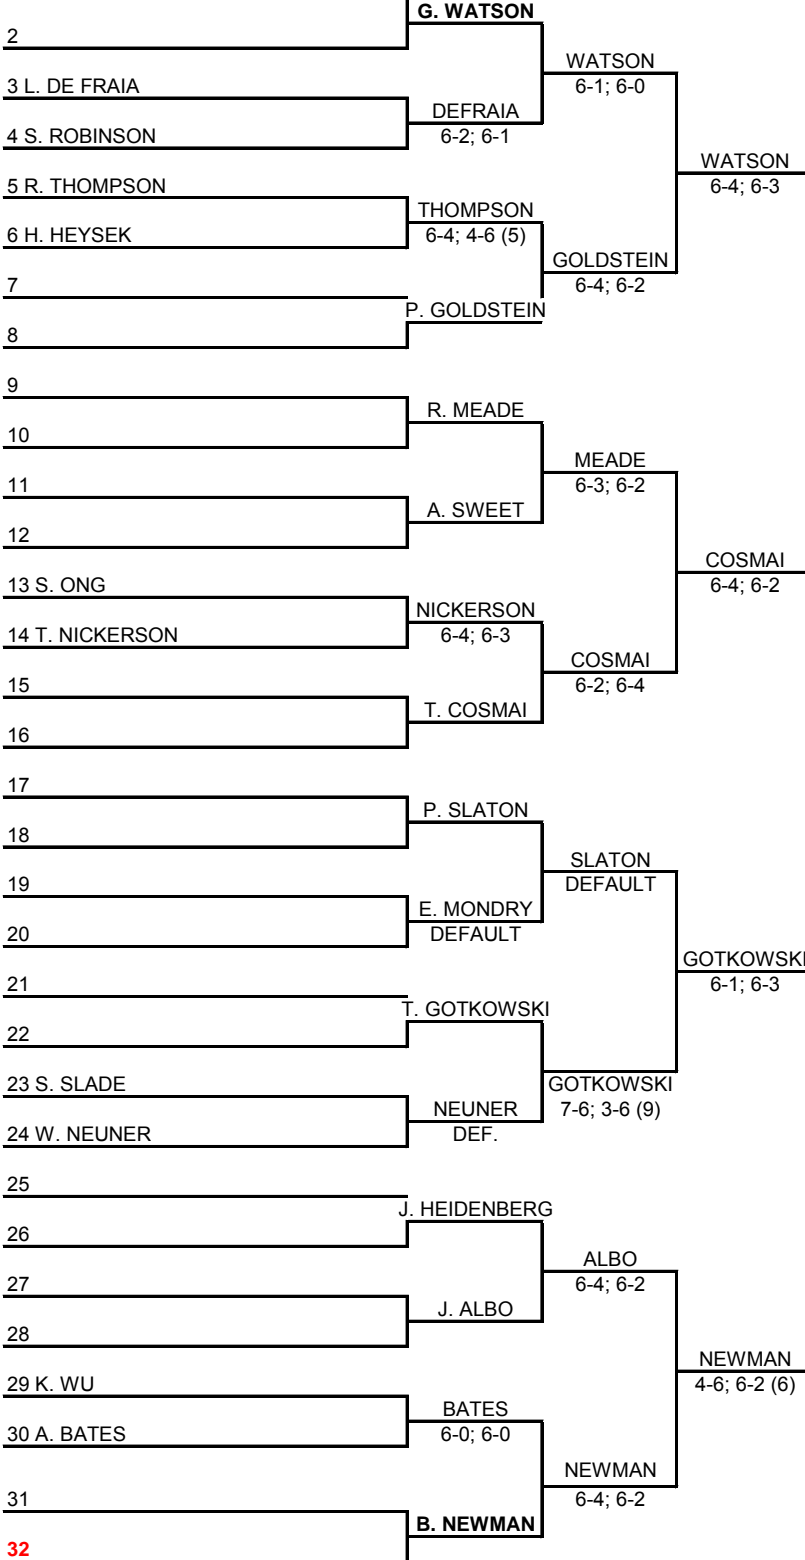 G. WATSON
2
WATSON
6-1; 6-0
3 L. DE FRAIA
DEFRAIA
6-2; 6-1
4 S. ROBINSON
WATSON
6-4; 6-3
5 R. THOMPSON
THOMPSON
6-4; 4-6 (5)
6 H. HEYSEK
GOLDSTEIN
6-4; 6-2
7
P. GOLDSTEIN
8
9
R. MEADE
10
MEADE
6-3; 6-2
11
A. SWEET
12
COSMAI
6-4; 6-2
13 S. ONG
NICKERSON
6-4; 6-3
14 T. NICKERSON
COSMAI
6-2; 6-4
15
T. COSMAI
16
17
P. SLATON
18
SLATON
DEFAULT
19
E. MONDRY
DEFAULT
20
GOTKOWSKI
6-1; 6-3
21
T. GOTKOWSKI
22
GOTKOWSKI
7-6; 3-6 (9)
23 S. SLADE
NEUNER
DEF.
24 W. NEUNER
25
J. HEIDENBERG
26
ALBO
6-4; 6-2
27
J. ALBO
28
NEWMAN
4-6; 6-2 (6)
29 K. WU
BATES
6-0; 6-0
30 A. BATES
NEWMAN
6-4; 6-2
31
B. NEWMAN
32